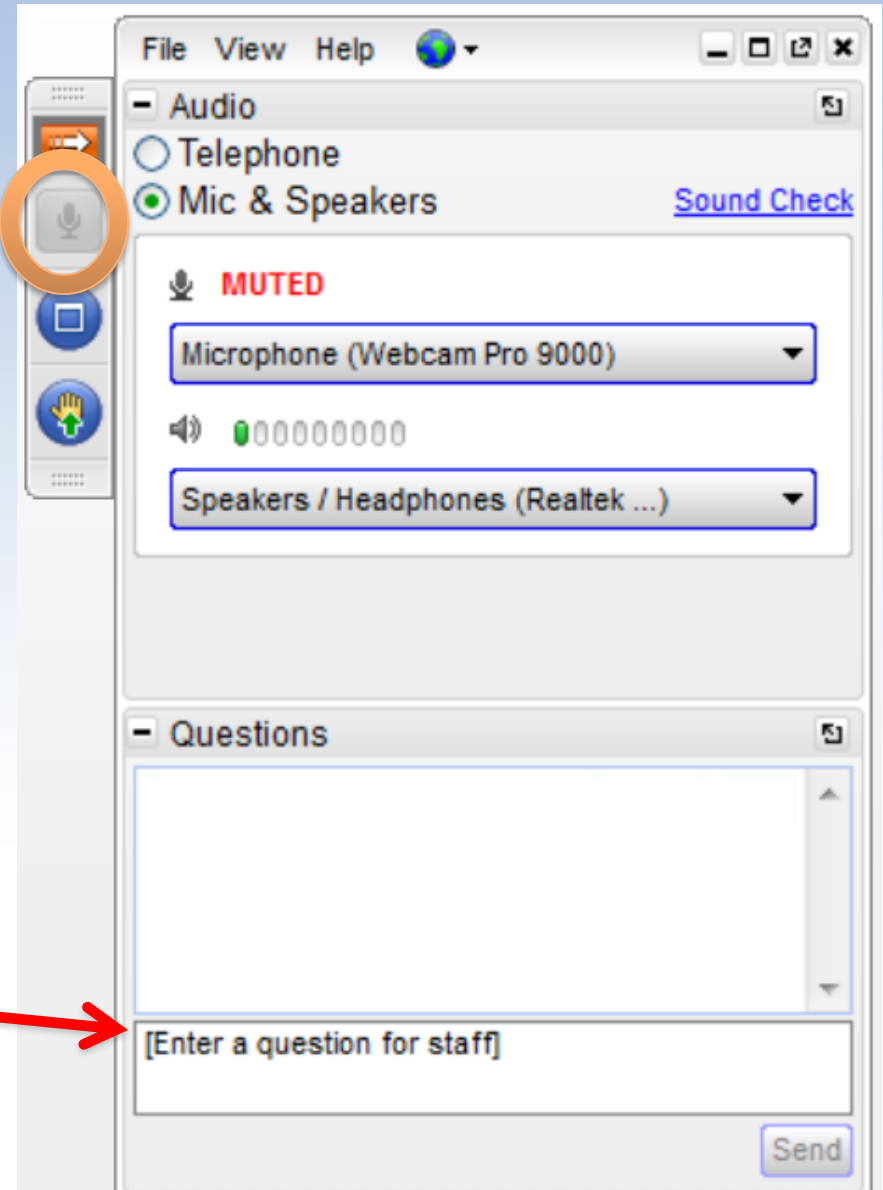 File View Help
Audio
Telephone
Mic & Speakers Sound Check
MUTED
Microphone (Webcam Pro 9000)
Speakers / Headphones (Realtek ...)
Questions
[Enter a question for staff]
Send